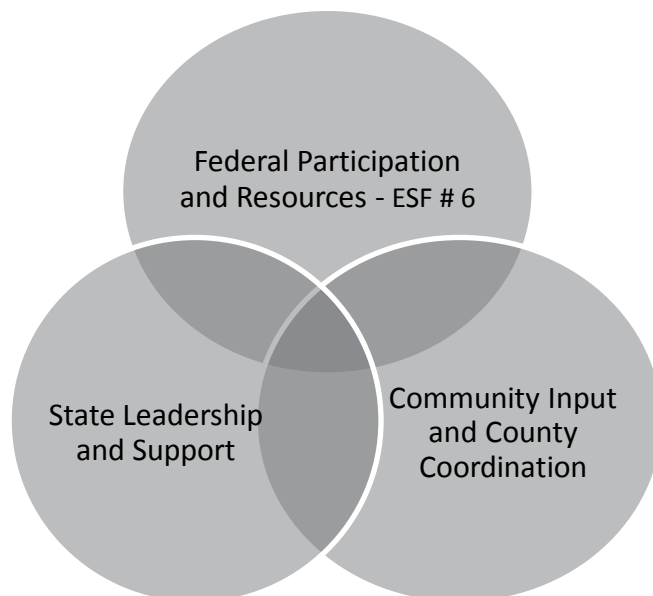 Federal Participation
and Resources - ESF # 6
State Leadership
and Support
Community Input
and County
Coordination